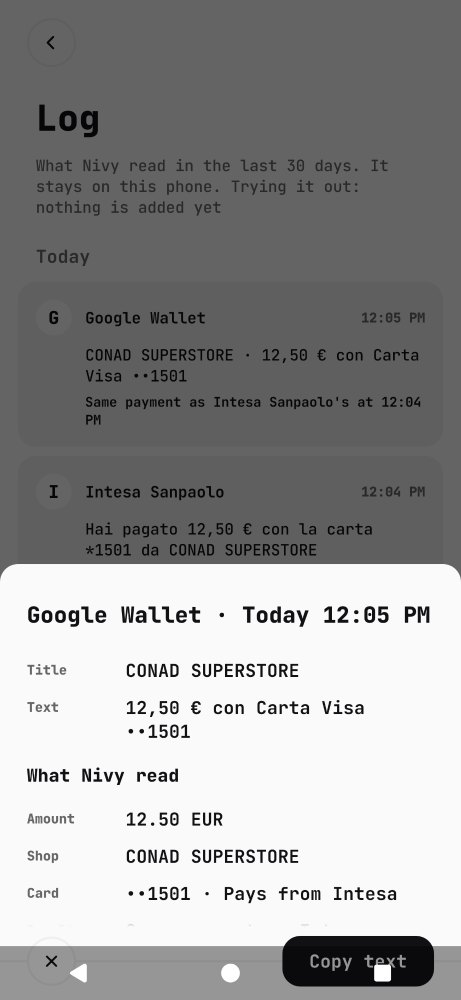 Log
What Nivy read in the last 30 days. It
stays on this phone. Trying it out:
nothing is added yet
Today
G Google Wallet 12:05 PM
CONAD SUPERSTORE · 12,50 € con Carta
Visa ••1501
Same payment as Intesa Sanpaolo's at 12:04
PM
I Intesa Sanpaolo 12:04 PM
Hai pagato 12,50 € con la carta
*1501 da CONAD SUPERSTORE
Google Wallet · Today 12:05 PM
Title CONAD SUPERSTORE
Text 12,50 € con Carta Visa
••1501
What Nivy read
Amount 12.50 EUR
Shop CONAD SUPERSTORE
Card ••1501 · Pays from Intesa
Copy text